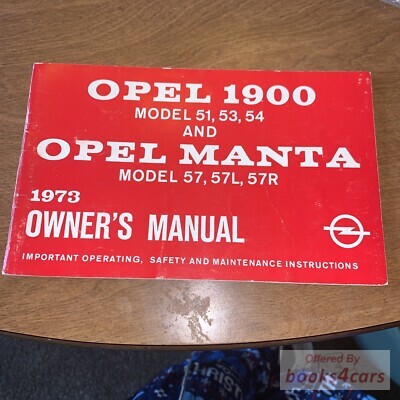 OPEL 1900
MODEL 51, 53, 54
AND
OPEL MANTA
MODEL 57, 57L, 57R
1973
OWNER'S MANUAL
IMPORTANT OPERATING, SAFETY AND MAINTENANCE INSTRUCTIONS
Offered By
books4cars